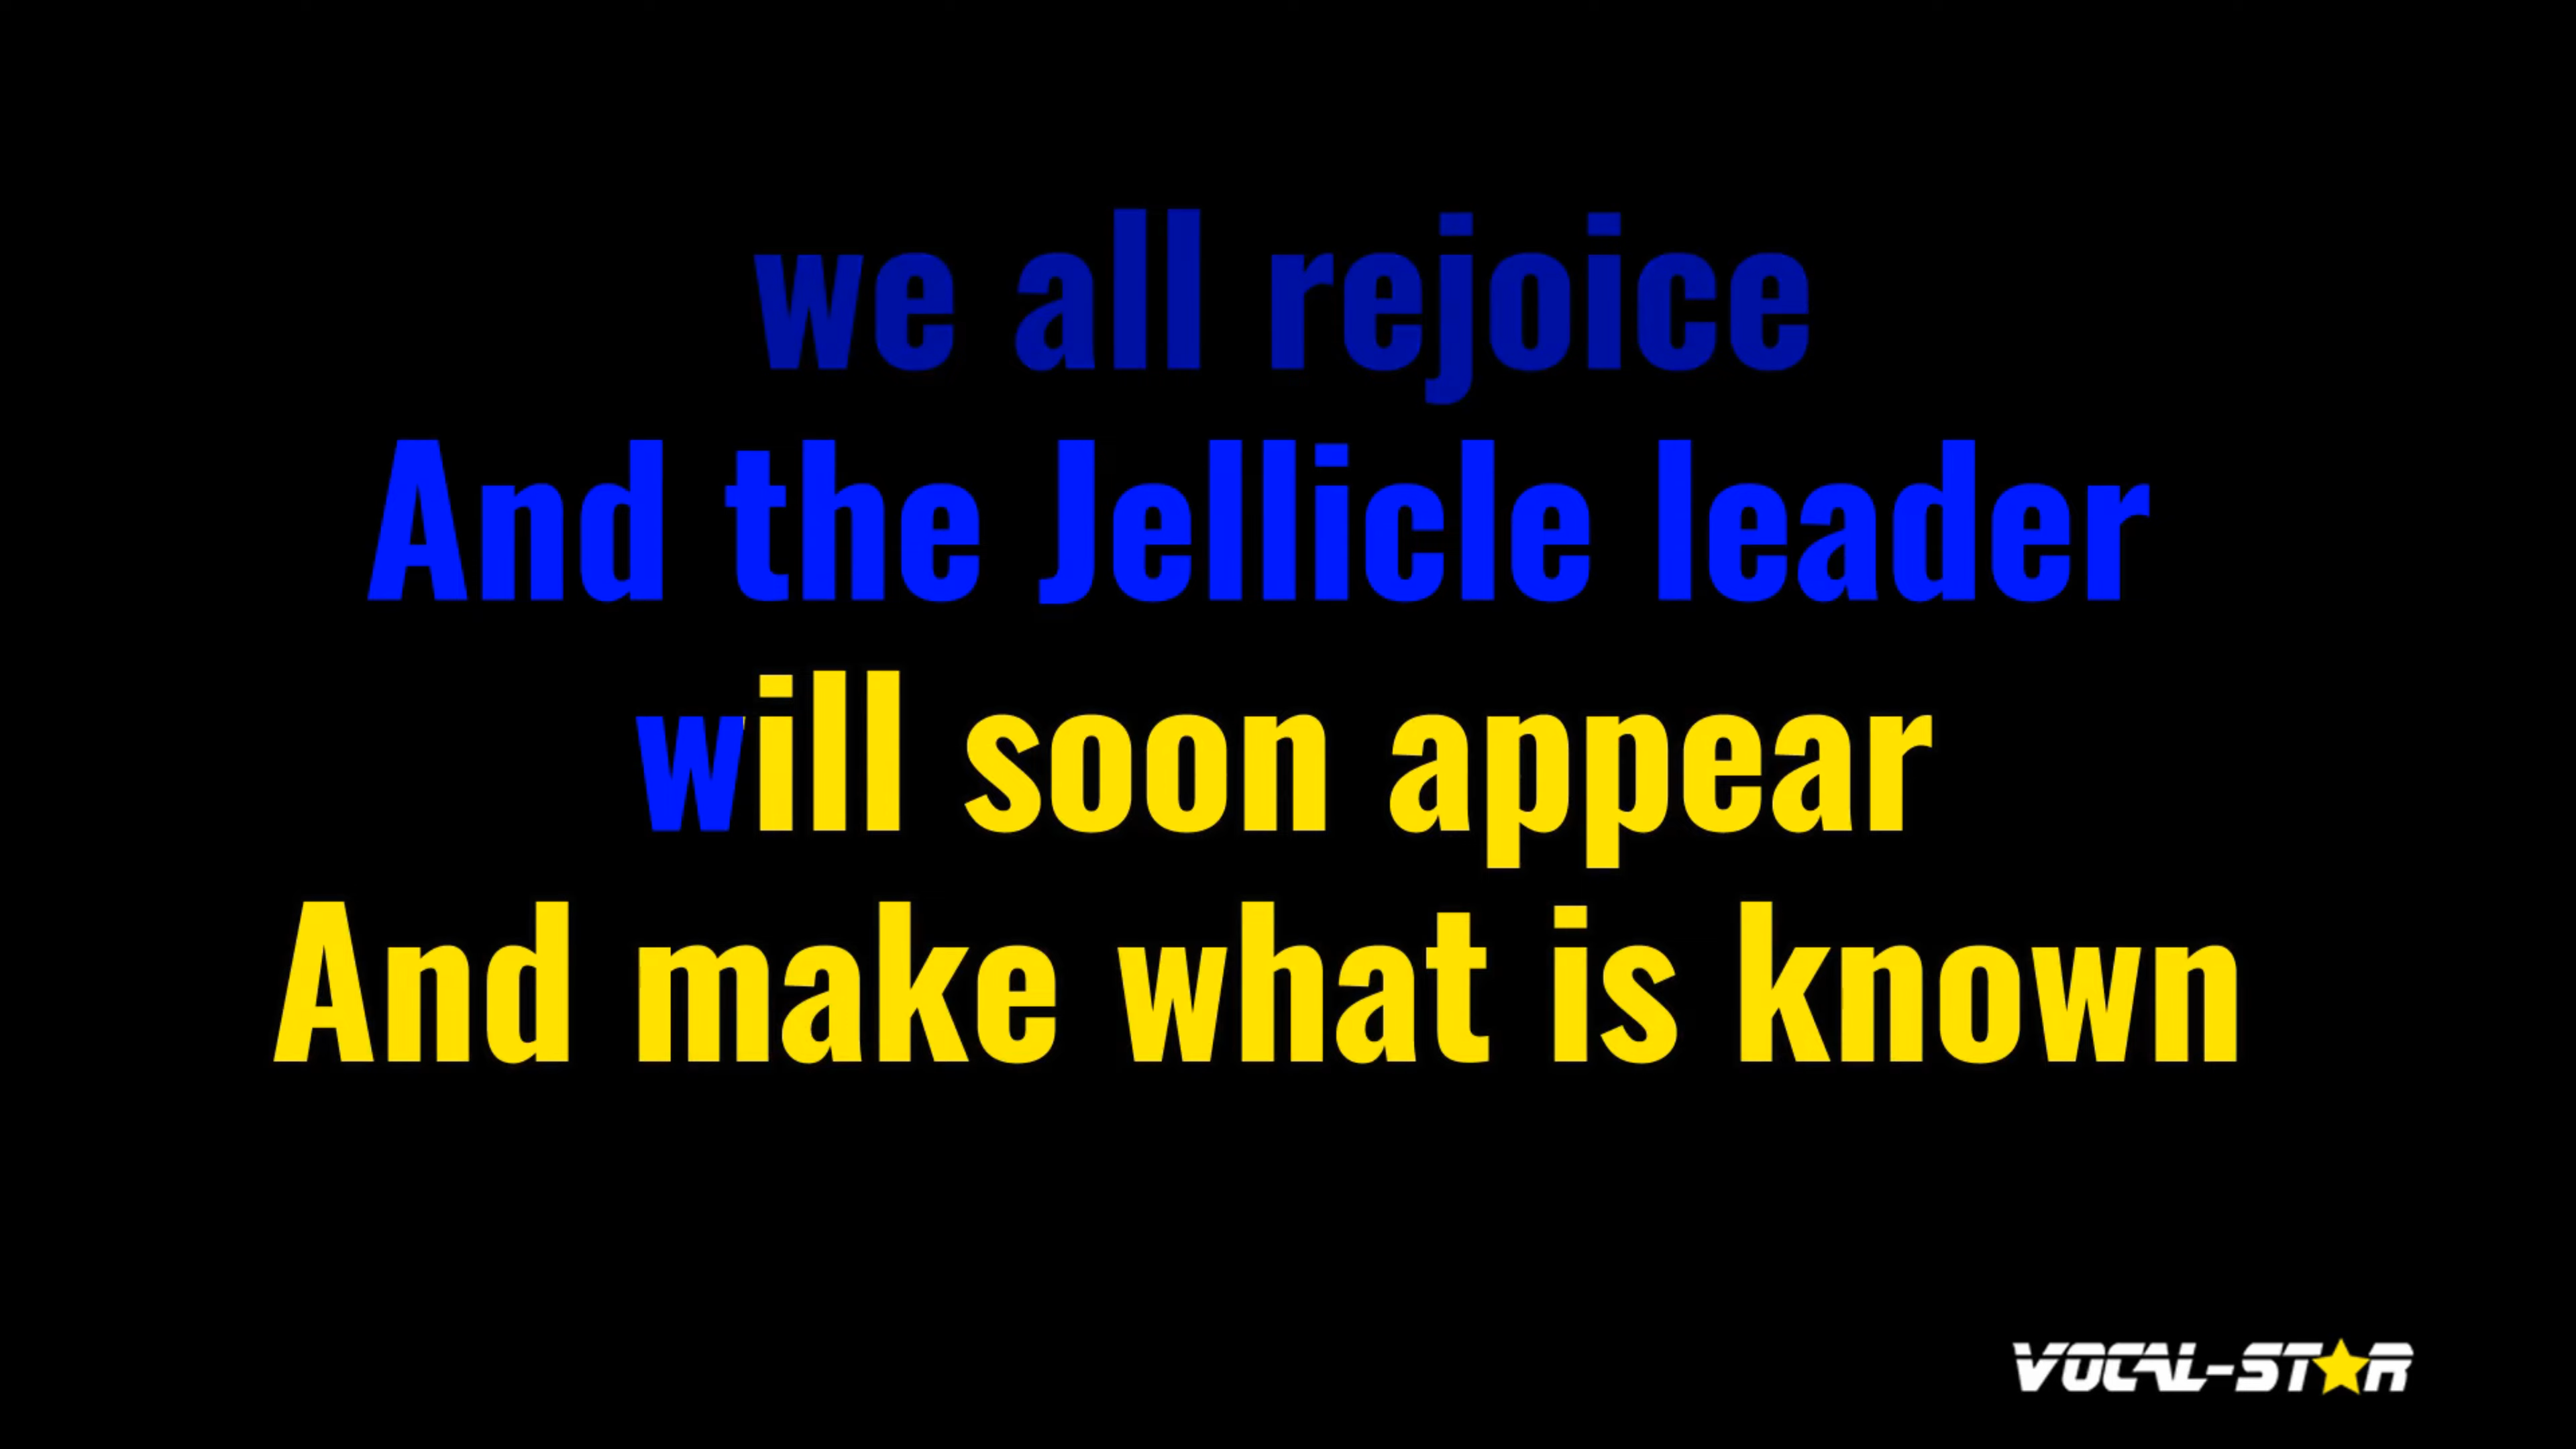 we all rejoice
And the Jellicle leader
will soon appear
And make what is known
VOCAL-STAR